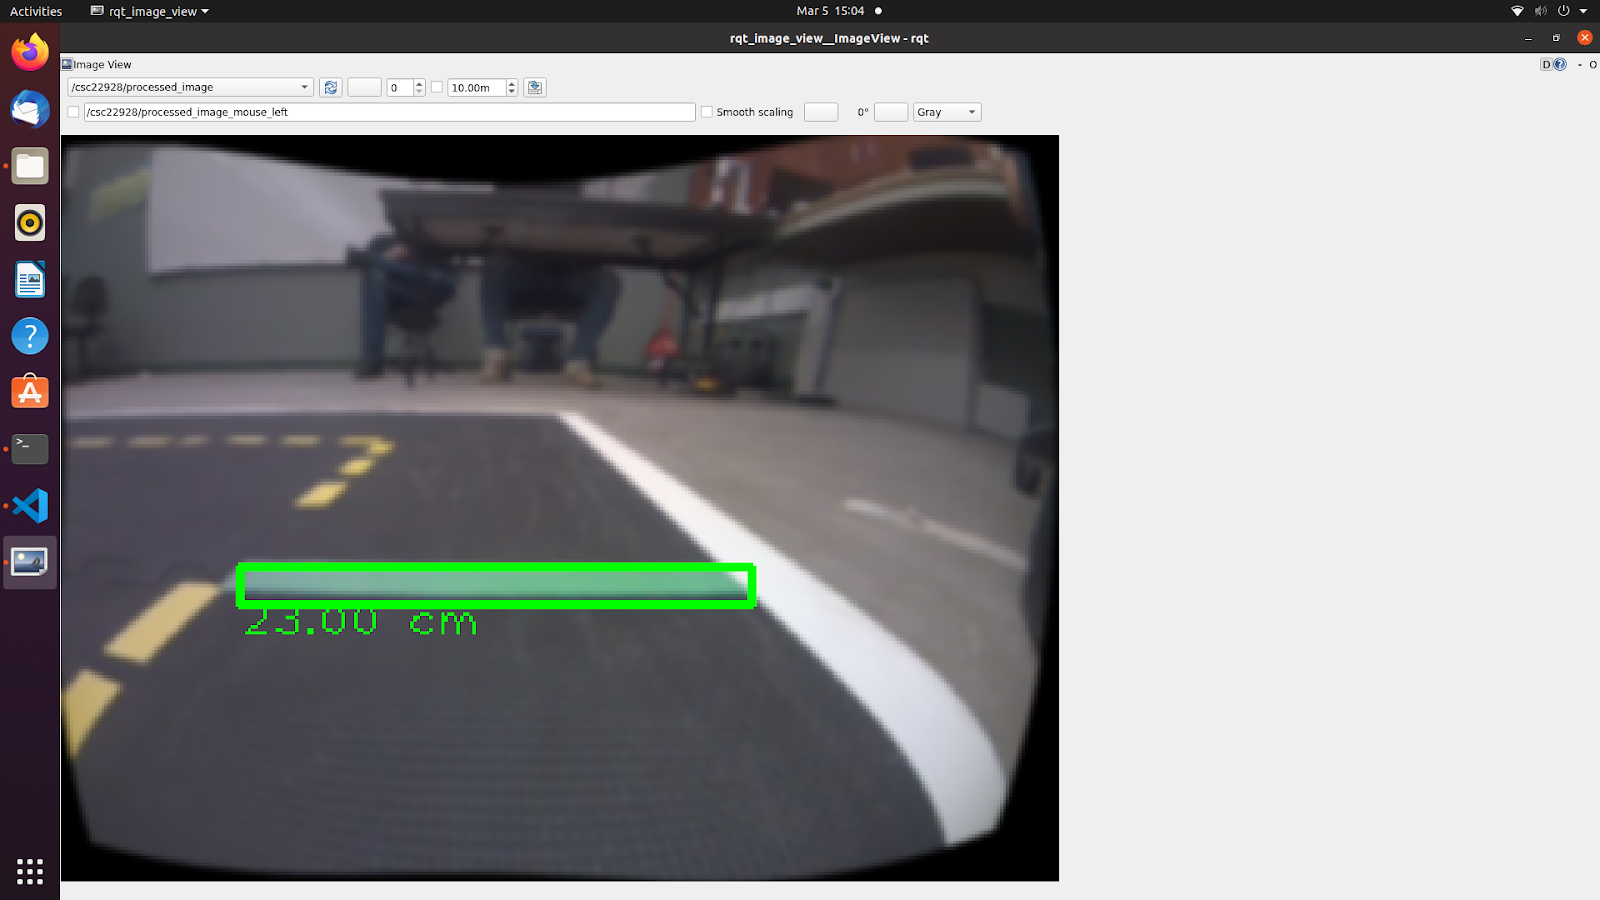 Activities
rqt_image_view
Mar 5 15:04
rqt_image_view__ImageView - rqt
Image View
D
- O
/csc22928/processed_image
0
10.00m
/csc22928/processed_image_mouse_left
Smooth scaling
0°
Gray
23.00 cm